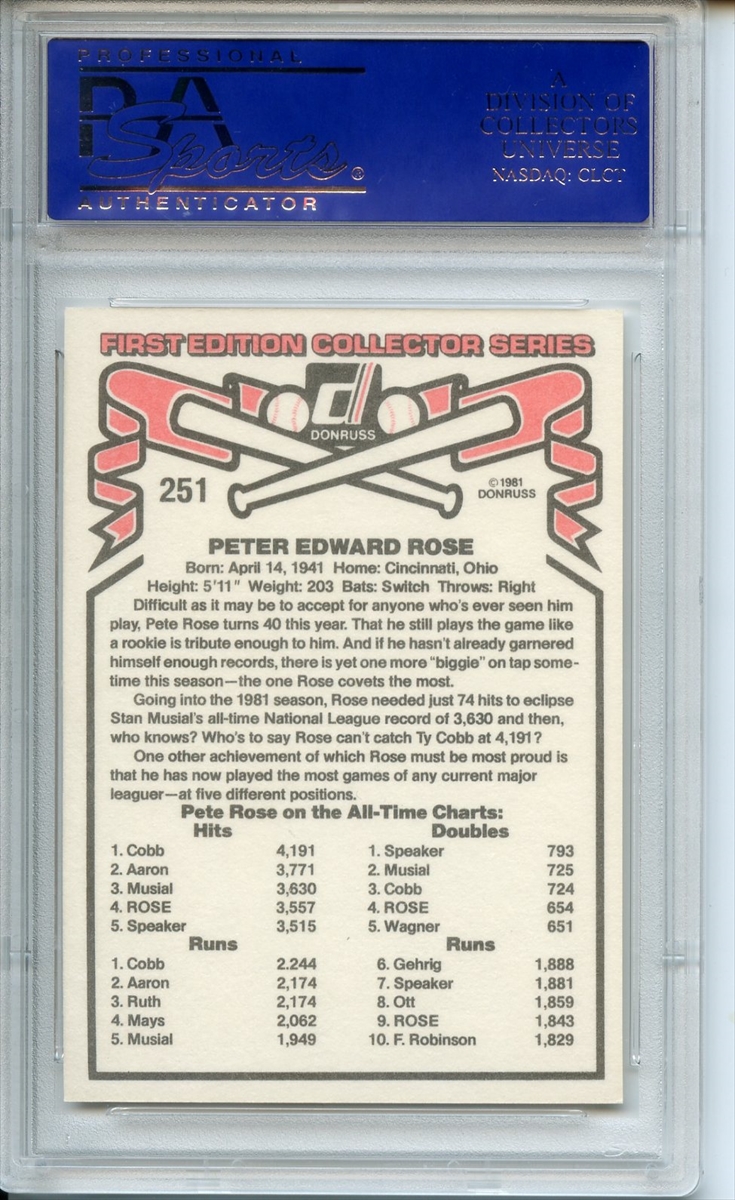 PROFESSIONAL
PSA
Sports®
AUTHENTICATOR
A
DIVISION OF
COLLECTORS
UNIVERSE
NASDAQ: CLCT
FIRST EDITION COLLECTOR SERIES
d
DONRUSS
251
©1981
DONRUSS
PETER EDWARD ROSE
Born: April 14, 1941 Home: Cincinnati, Ohio
Height: 5'11" Weight: 203 Bats: Switch Throws: Right
Difficult as it may be to accept for anyone who's ever seen him
play, Pete Rose turns 40 this year. That he still plays the game like
a rookie is tribute enough to him. And if he hasn't already garnered
himself enough records, there is yet one more "biggie" on tap some-
time this season—the one Rose covets the most.
Going into the 1981 season, Rose needed just 74 hits to eclipse
Stan Musial's all-time National League record of 3,630 and then,
who knows? Who's to say Rose can't catch Ty Cobb at 4,191?
One other achievement of which Rose must be most proud is
that he has now played the most games of any current major
leaguer—at five different positions.
Pete Rose on the All-Time Charts:
Hits Doubles
1. Cobb 4,191 1. Speaker 793
2. Aaron 3,771 2. Musial 725
3. Musial 3,630 3. Cobb 724
4. ROSE 3,557 4. ROSE 654
5. Speaker 3,515 5. Wagner 651
Runs Runs
1. Cobb 2.244 6. Gehrig 1,888
2. Aaron 2,174 7. Speaker 1,881
3. Ruth 2,174 8. Ott 1,859
4. Mays 2,062 9. ROSE 1,843
5. Musial 1,949 10. F. Robinson 1,829